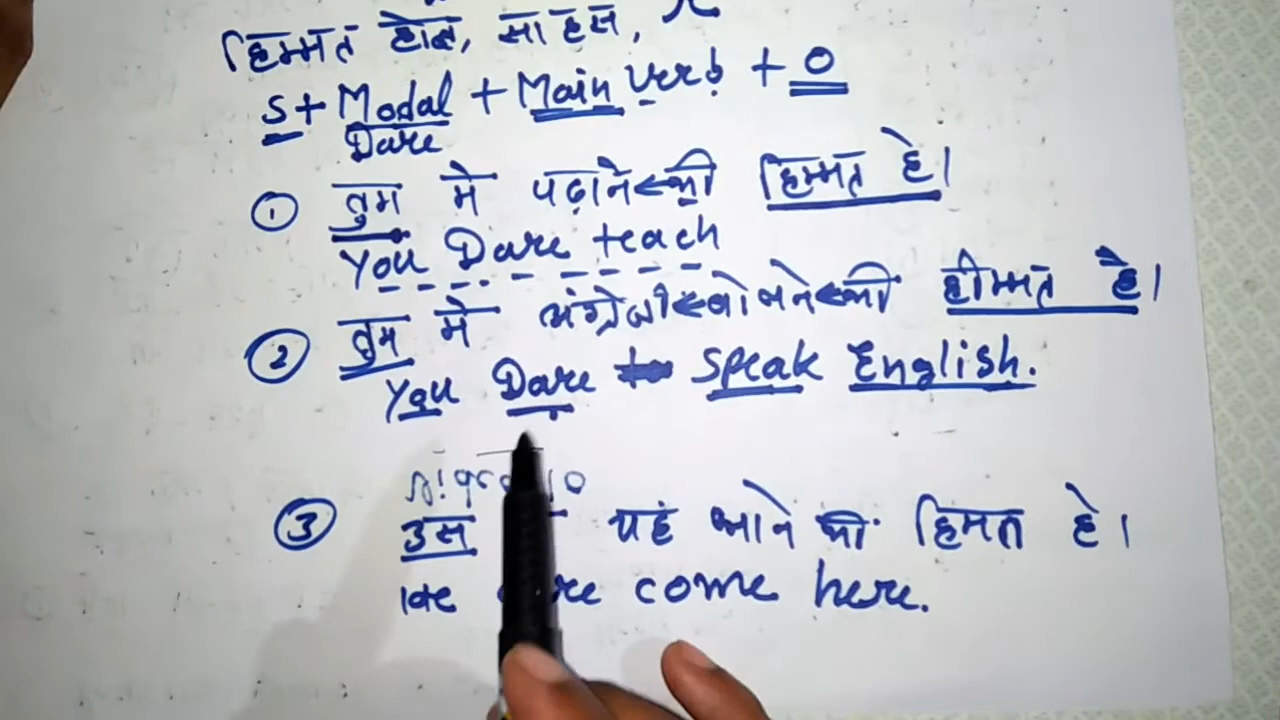 हिम्मत होना, साहस,
S + Modal + Main Verb + O
Dare
① तुम मे पढ़ाने की हिम्मत है।
You Dare teach
② तुम मे अंग्रेजी बोलने की हीम्मत है।
You Dare Speak English.
③ उस यहं आने की हिमत है।
come here.